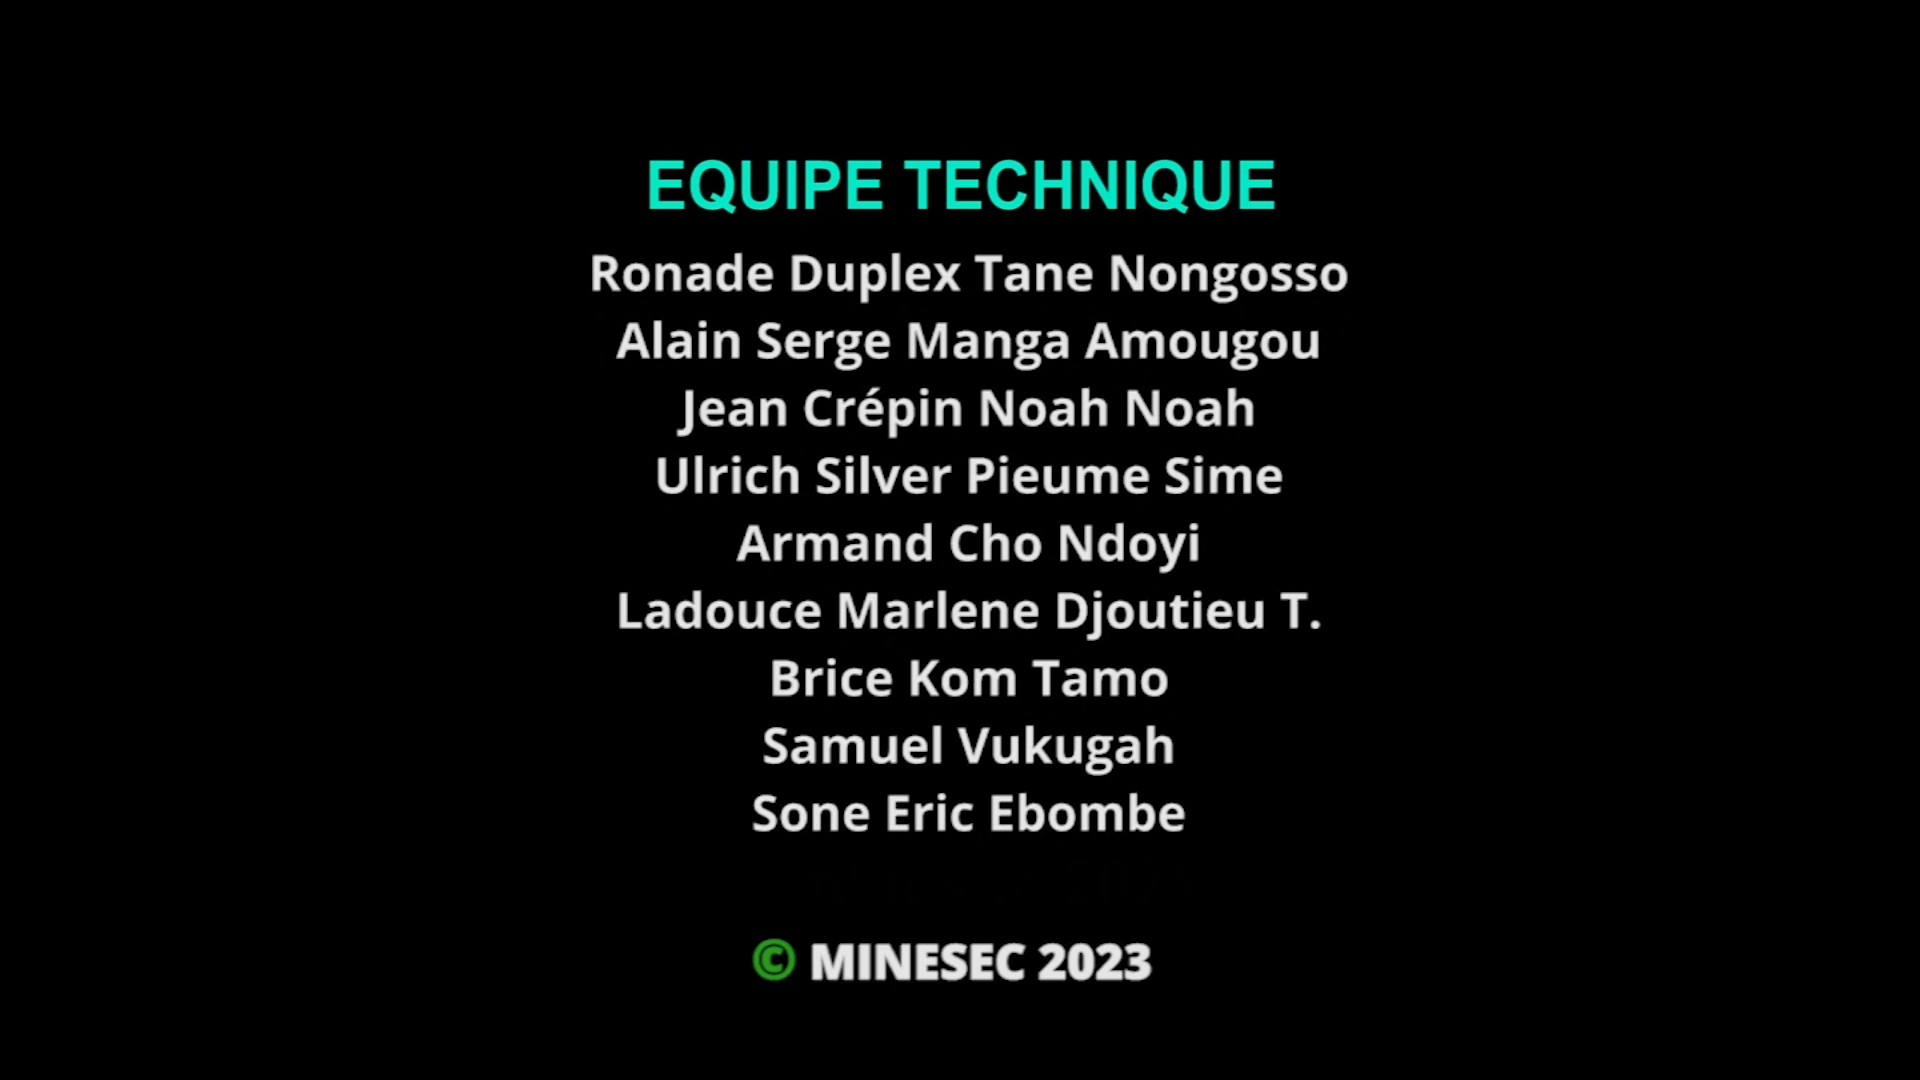 EQUIPE TECHNIQUE
Ronade Duplex Tane Nongosso
Alain Serge Manga Amougou
Jean Crépin Noah Noah
Ulrich Silver Pieume Sime
Armand Cho Ndoyi
Ladouce Marlene Djoutieu T.
Brice Kom Tamo
Samuel Vukugah
Sone Eric Ebombe
© MINESEC 2023